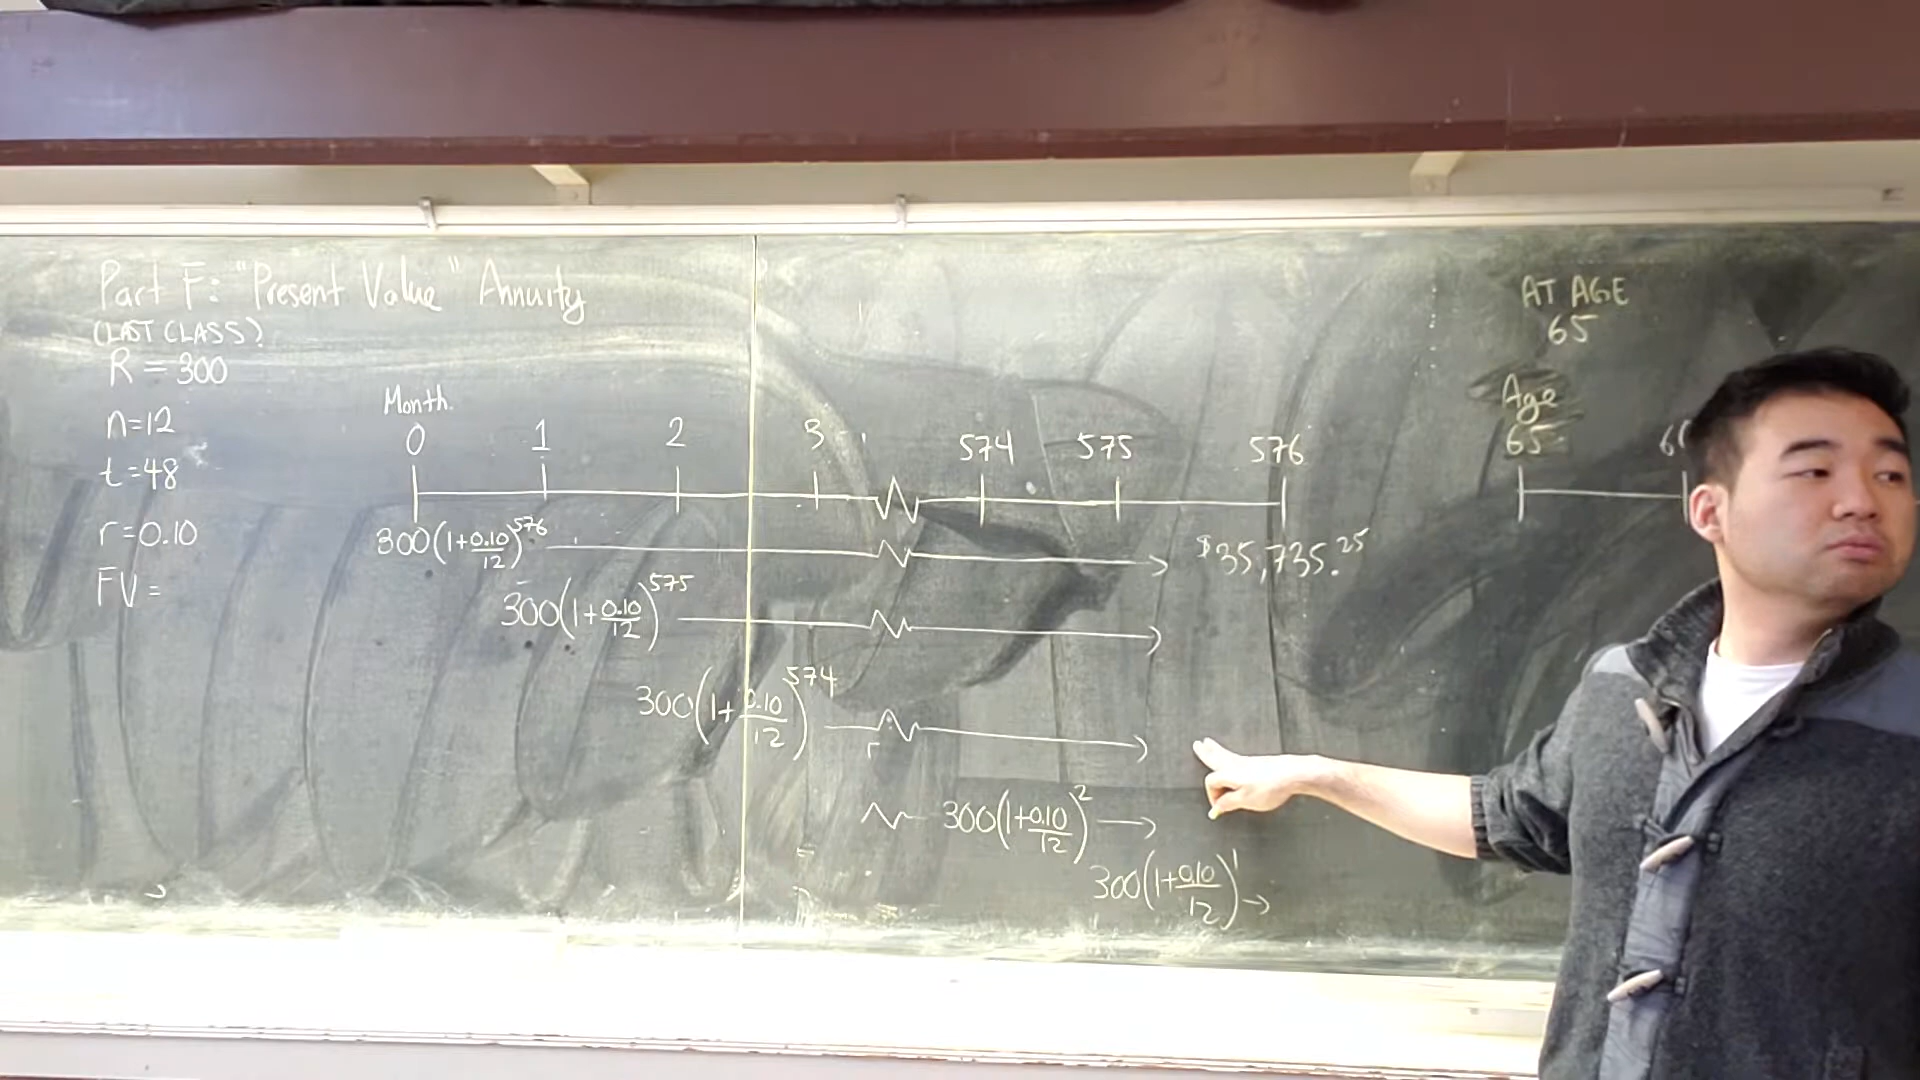 Part F: "Present Value" Annuity
(LAST CLASS?)
R = 300
n=12
t=48
r=0.10
FV =
Month.
0 1 2 3 574 575 576
300(1+0.10/12)^576 $35,735.25
300(1+0.10/12)^575
300(1+0.10/12)^574
300(1+0.10/12)^2
300(1+0.10/12)^1
AT AGE
65
Age
65